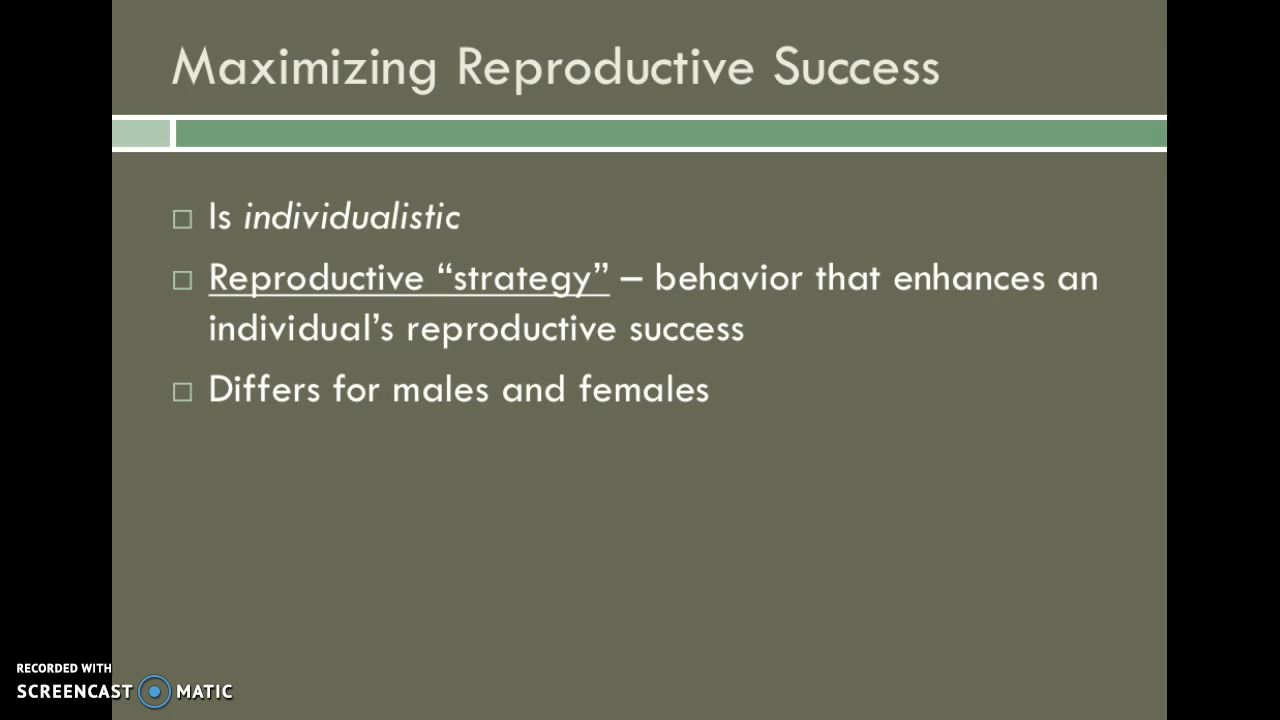 Maximizing Reproductive Success
Is individualistic
Reproductive “strategy” – behavior that enhances an
individual’s reproductive success
Differs for males and females
RECORDED WITH
SCREENCAST MATIC